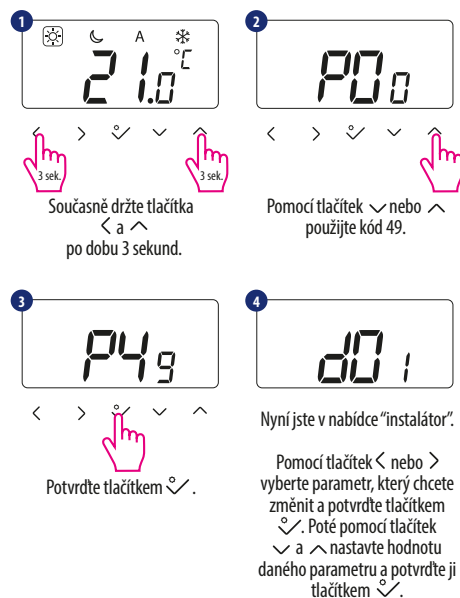 1
A
21.0 °C
3 sek.
3 sek.
Současně držte tlačítka
< a ^
po dobu 3 sekund.
2
P00
Pomocí tlačítek ⌵ nebo ^
použijte kód 49.
3
P49
Potvrďte tlačítkem °✓.
4
d01
Nyní jste v nabídce “instalátor”.
Pomocí tlačítek < nebo >
vyberte parametr, který chcete
změnit a potvrďte tlačítkem
°✓. Poté pomocí tlačítek
⌵ a ^ nastavte hodnotu
daného parametru a potvrďte ji
tlačítkem °✓.